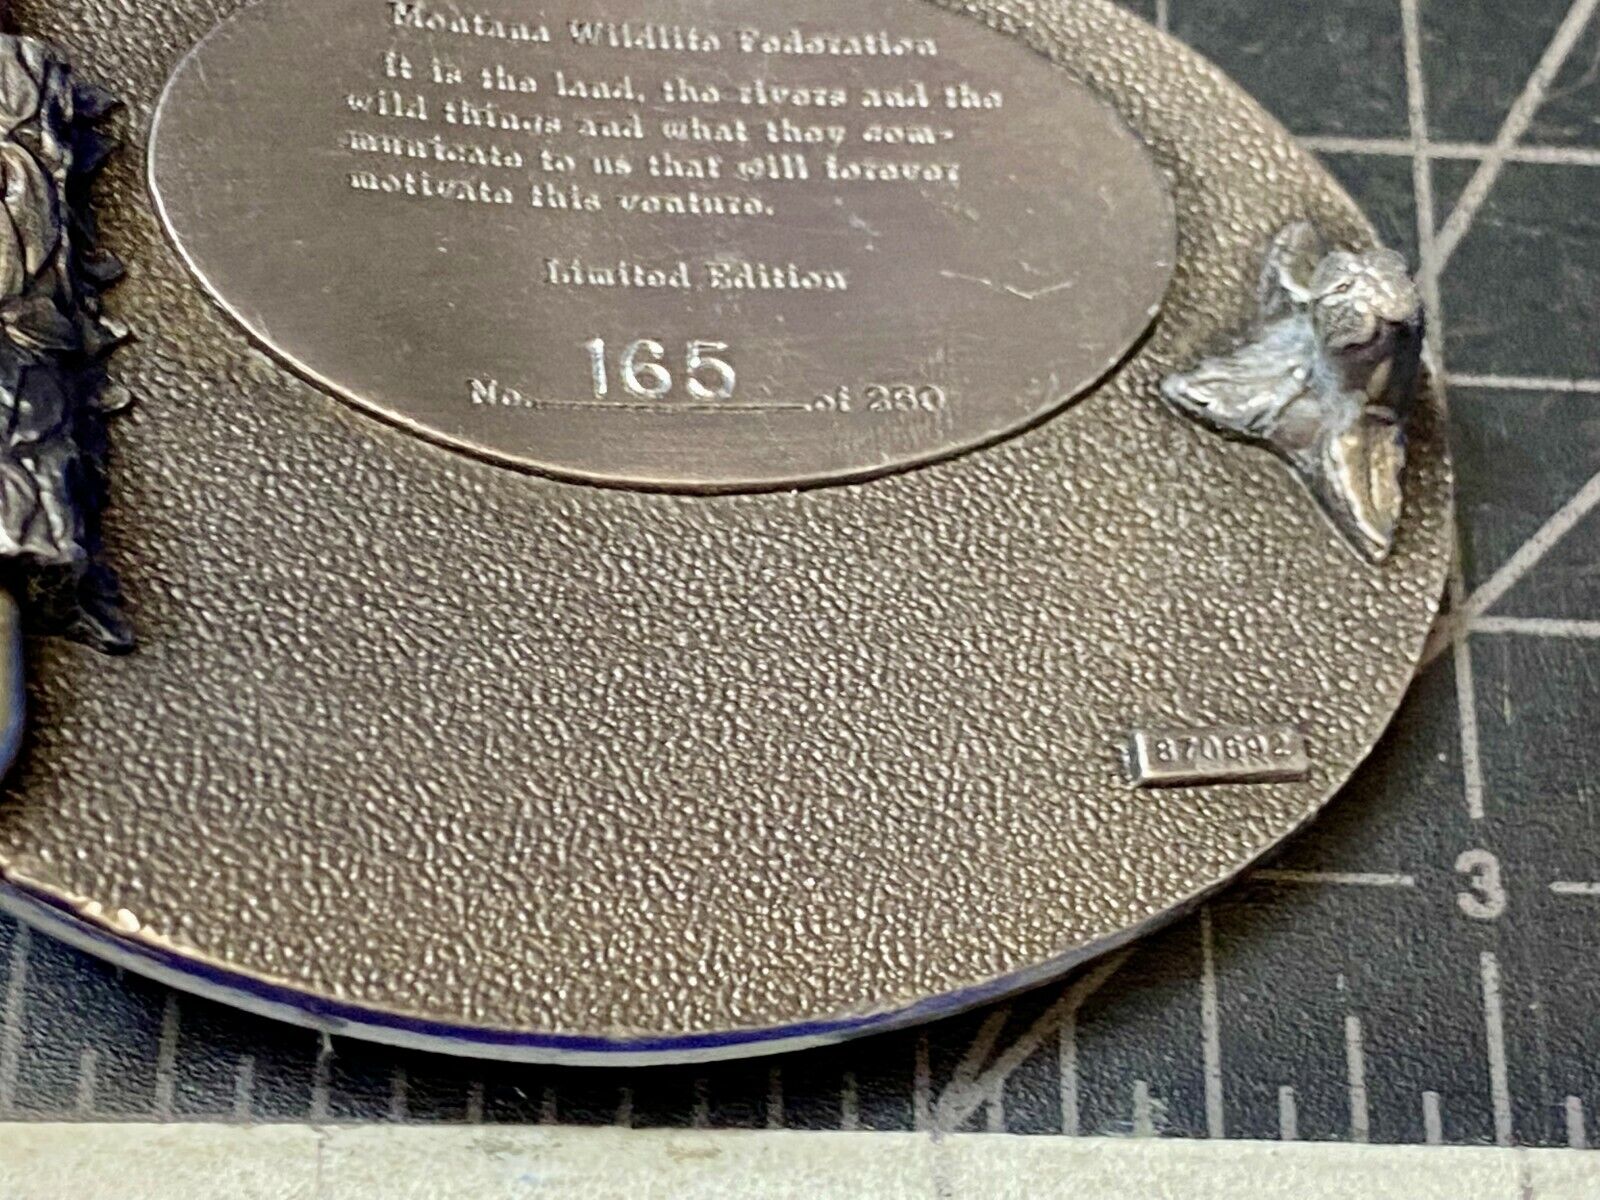 Montana Wildlife Federation
It is the land, the rivers and the
wild things and what they com-
municate to us that will forever
motivate this venture.
Limited Edition
No. 165 of 250
870692
3